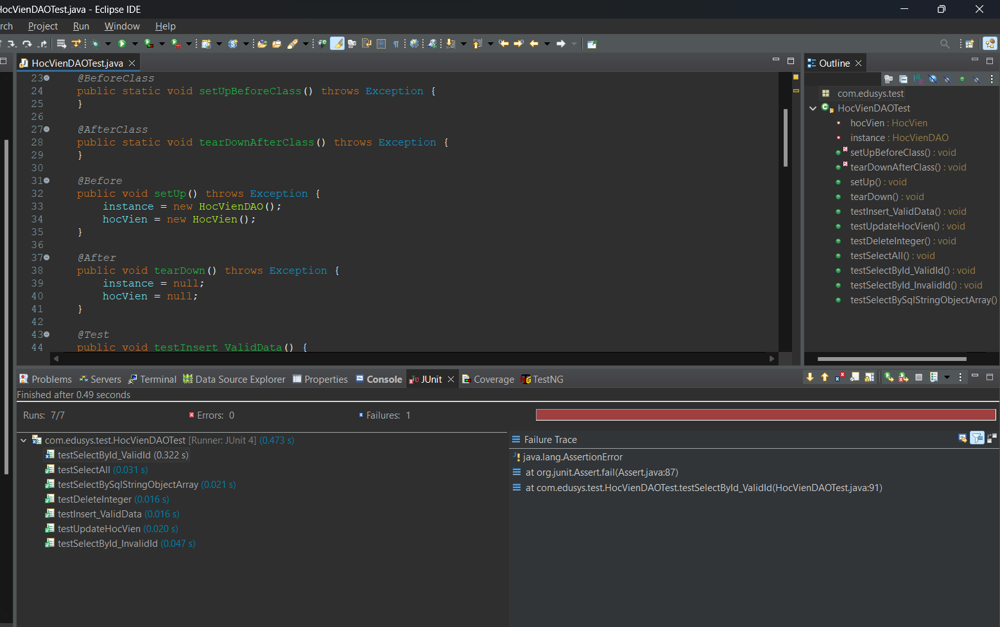 HocVienDAOTest.java - Eclipse IDE
rch Project Run Window Help
HocVienDAOTest.java
23 @BeforeClass
24 public static void setUpBeforeClass() throws Exception {
25 }
26
27 @AfterClass
28 public static void tearDownAfterClass() throws Exception {
29 }
30
31 @Before
32 public void setUp() throws Exception {
33 instance = new HocVienDAO();
34 hocVien = new HocVien();
35 }
36
37 @After
38 public void tearDown() throws Exception {
39 instance = null;
40 hocVien = null;
41 }
42
43 @Test
44 public void testInsert_ValidData() {
Outline
com.edusys.test
HocVienDAOTest
hocVien : HocVien
instance : HocVienDAO
setUpBeforeClass() : void
tearDownAfterClass() : void
setUp() : void
tearDown() : void
testInsert_ValidData() : void
testUpdateHocVien() : void
testDeleteInteger() : void
testSelectAll() : void
testSelectById_ValidId() : void
testSelectById_InvalidId() : void
testSelectBySqlStringObjectArray()
Problems Servers Terminal Data Source Explorer Properties Console JUnit Coverage TestNG
Finished after 0.49 seconds
Runs: 7/7 Errors: 0 Failures: 1
com.edusys.test.HocVienDAOTest [Runner: JUnit 4] (0.473 s)
testSelectById_ValidId (0.322 s)
testSelectAll (0.031 s)
testSelectBySqlStringObjectArray (0.021 s)
testDeleteInteger (0.016 s)
testInsert_ValidData (0.016 s)
testUpdateHocVien (0.020 s)
testSelectById_InvalidId (0.047 s)
Failure Trace
java.lang.AssertionError
at org.junit.Assert.fail(Assert.java:87)
at com.edusys.test.HocVienDAOTest.testSelectById_ValidId(HocVienDAOTest.java:91)